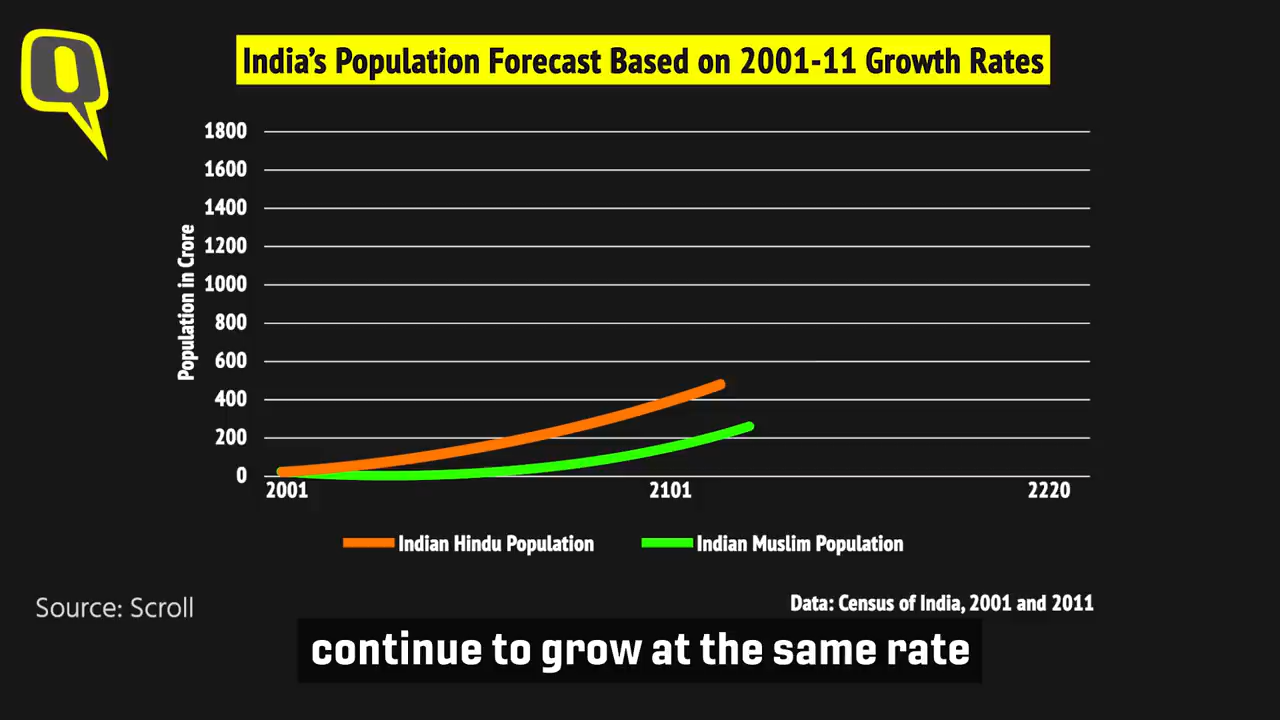 India's Population Forecast Based on 2001-11 Growth Rates
Population in Crore
1800
1600
1400
1200
1000
800
600
400
200
0
2001 2101 2220
Indian Hindu Population Indian Muslim Population
Source: Scroll
Data: Census of India, 2001 and 2011
continue to grow at the same rate